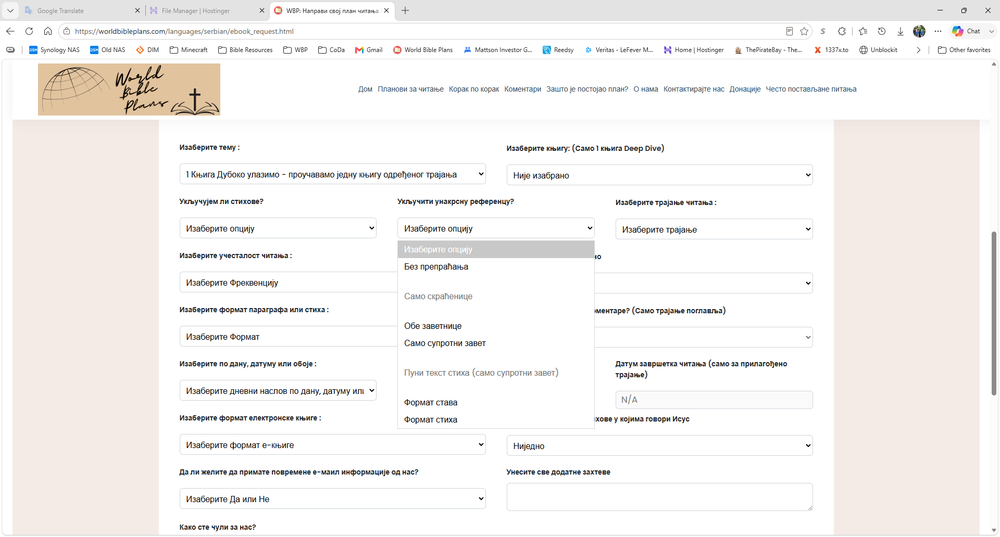 Google Translate
File Manager | Hostinger
WBP: Направи свој план читања
https://worldbibleplans.com/languages/serbian/ebook_request.html
Chat
Synology NAS
Old NAS
DIM
Minecraft
Bible Resources
WBP
CoDa
Gmail
World Bible Plans
Mattson Investor G...
Reedsy
Veritas - LeFever M...
Home | Hostinger
ThePirateBay - The...
1337x.to
Unblockit
Other favorites
World
Bible
Plans
Дом Планови за читање Корак по корак Коментари Зашто је постојао план? О нама Контактирајте нас Донације Често постављане питања
Изаберите тему :
Изаберите књигу: (Само 1 књига Deep Dive)
1 Књига Дубоко улазимо - проучавамо једну књигу одређеног трајања
Није изабрано
Укључујем ли стихове?
Укључити унакрсну референцу?
Изаберите трајање читања :
Изаберите опцију
Изаберите опцију
Изаберите трајање
Изаберите опцију
Без препраћања
Само скраћенице
Обе заветнице
Само супротни завет
Пуни текст стиха (само супротни завет)
Формат става
Формат стиха
Изаберите учесталост читања :
но
Изаберите Фреквенцију
Изаберите формат параграфа или стиха :
оментаре? (Само трајање поглавља)
Изаберите Формат
Изаберите по дану, датуму или обоје :
Датум завршетка читања (само за прилагођено
трајање)
Изаберите дневни наслов по дану, датуму или
N/A
Изаберите формат електронске књиге :
хове у којима говори Исус
Изаберите формат е-књиге
Ниједно
Да ли желите да примате повремене е-маил информације од нас?
Унесите све додатне захтеве
Изаберите Да или Не
Како сте чули за нас?